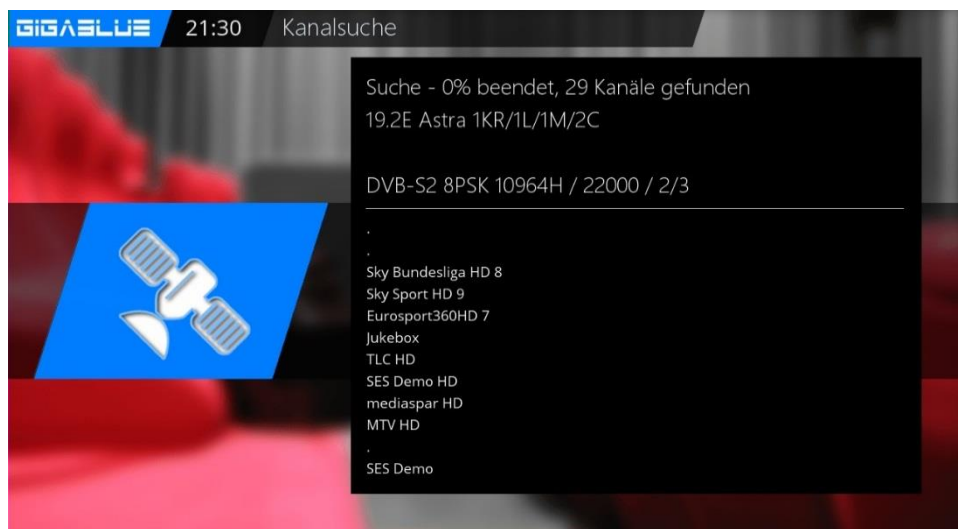 GIGABLUE 21:30 Kanalsuche
Suche - 0% beendet, 29 Kanäle gefunden
19.2E Astra 1KR/1L/1M/2C
DVB-S2 8PSK 10964H / 22000 / 2/3
.
.
Sky Bundesliga HD 8
Sky Sport HD 9
Eurosport360HD 7
Jukebox
TLC HD
SES Demo HD
mediaspar HD
MTV HD
.
SES Demo